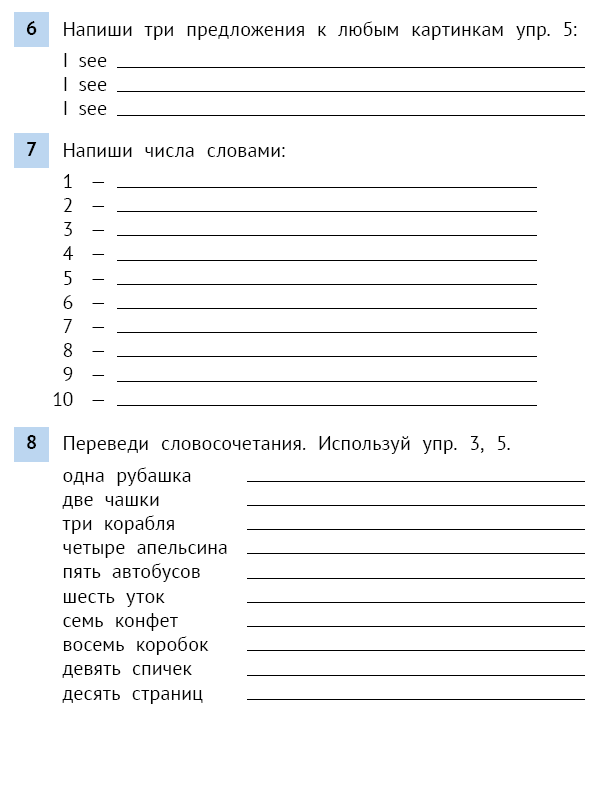 6 Напиши три предложения к любым картинкам упр. 5:
I see
I see
I see
7 Напиши числа словами:
1 —
2 —
3 —
4 —
5 —
6 —
7 —
8 —
9 —
10 —
8 Переведи словосочетания. Используй упр. 3, 5.
одна рубашка
две чашки
три корабля
четыре апельсина
пять автобусов
шесть уток
семь конфет
восемь коробок
девять спичек
десять страниц